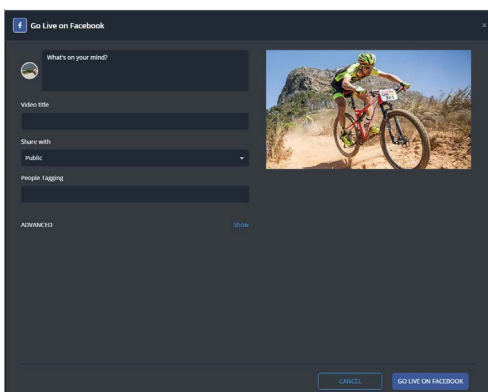 Go Live on Facebook
What's on your mind?
Video title
Share with
Public
People Tagging
ADVANCED
Show
CANCEL
GO LIVE ON FACEBOOK